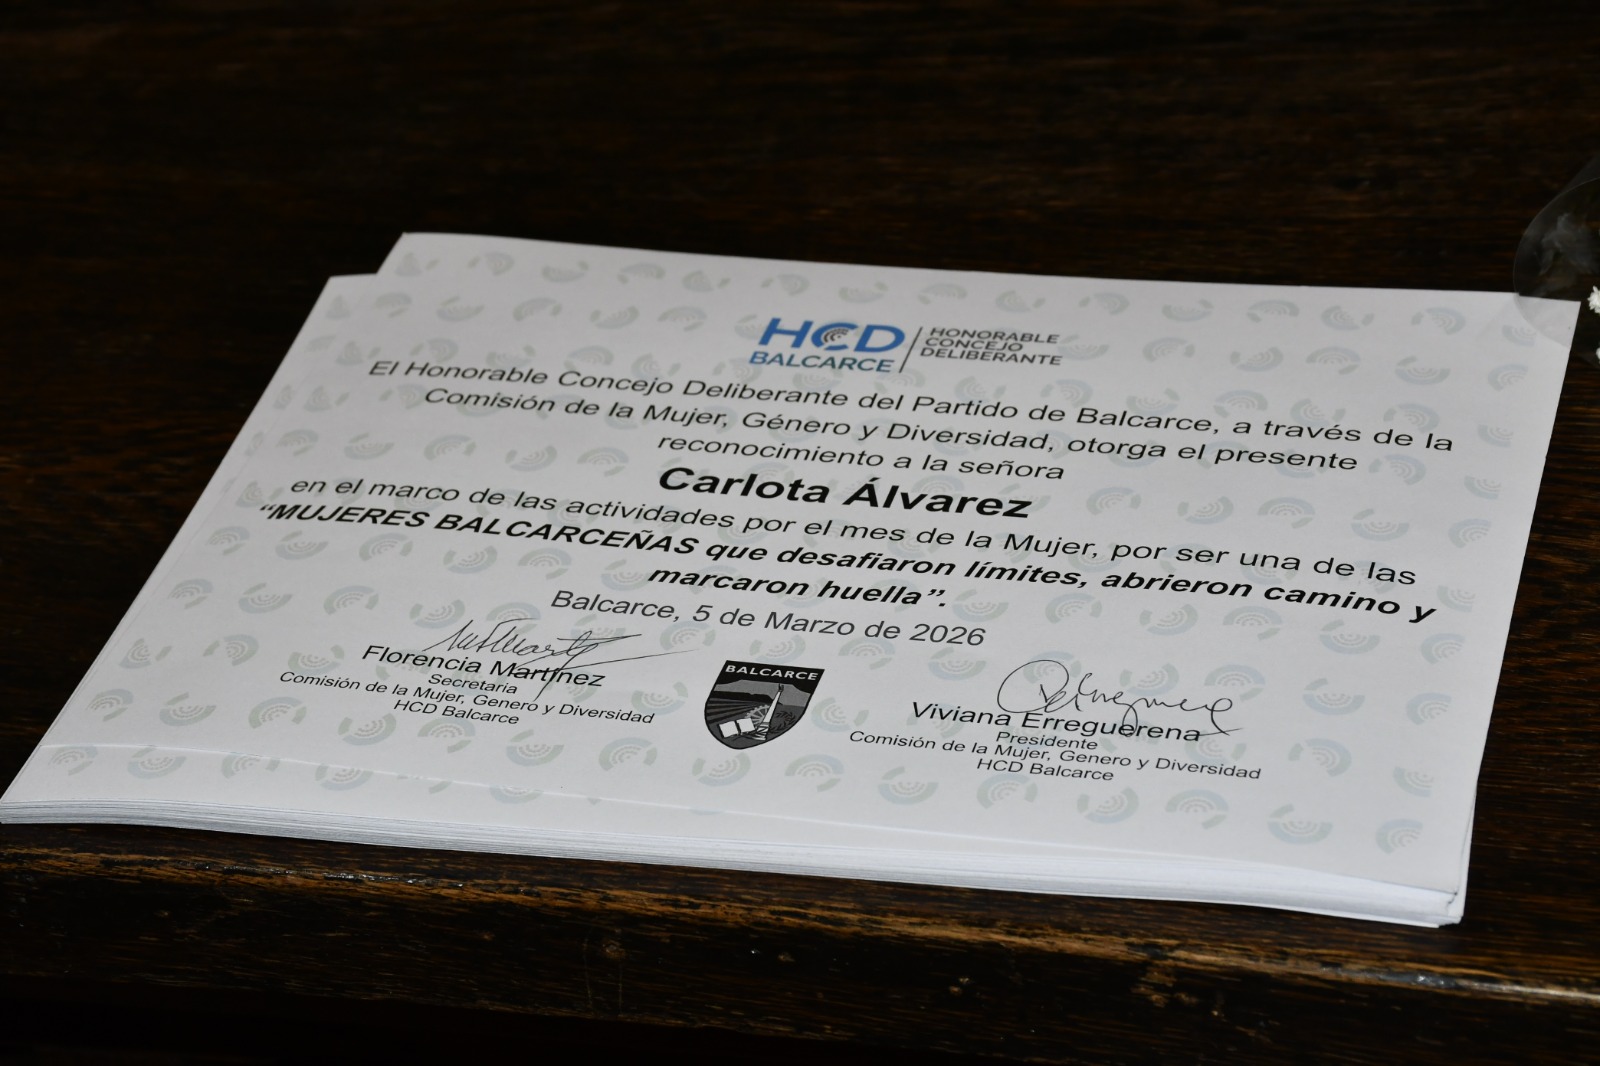 HCD
BALCARCE
HONORABLE
CONCEJO
DELIBERANTE
El Honorable Concejo Deliberante del Partido de Balcarce, a través de la
Comisión de la Mujer, Género y Diversidad, otorga el presente
reconocimiento a la señora
Carlota Álvarez
en el marco de las actividades por el mes de la Mujer, por ser una de las
“MUJERES BALCARCEÑAS que desafiaron límites, abrieron camino y
marcaron huella”.
Balcarce, 5 de Marzo de 2026
Florencia Martínez
Secretaria
Comisión de la Mujer, Genero y Diversidad
HCD Balcarce
BALCARCE
Viviana Erreguerena
Presidente
Comisión de la Mujer, Genero y Diversidad
HCD Balcarce